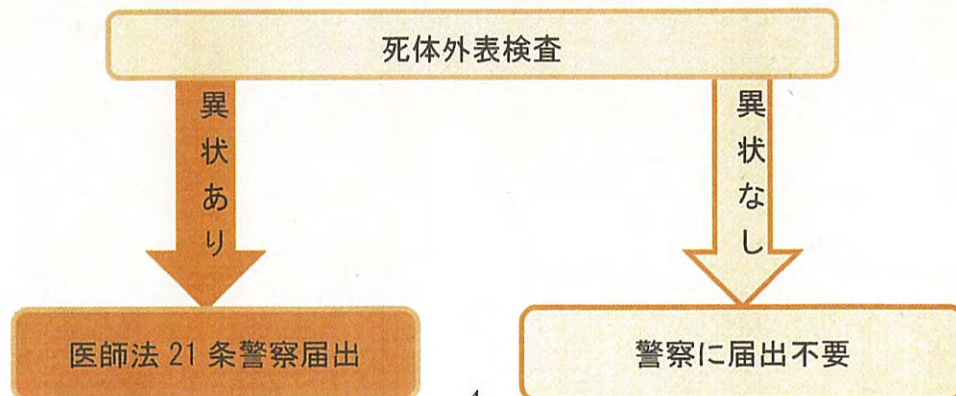 死体外表検査
異状あり
異状なし
医師法 21 条警察届出
警察に届出不要